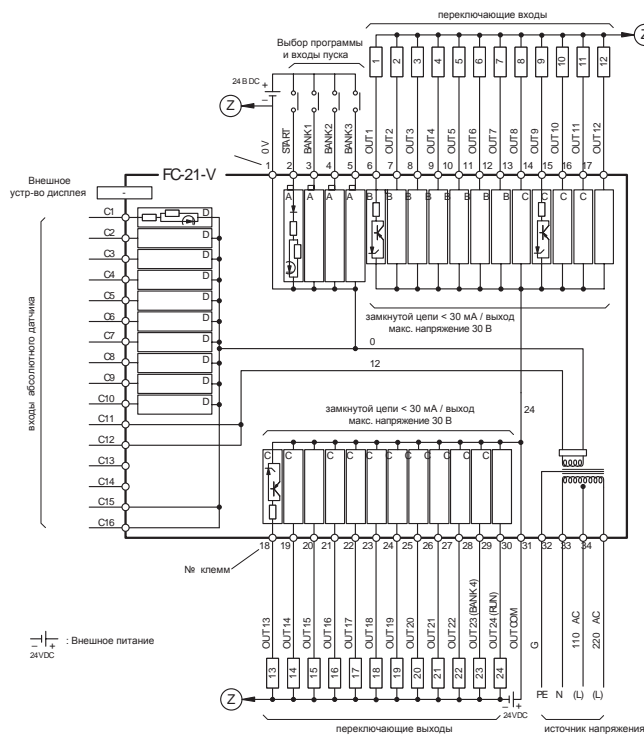 переключающие входы
Выбор программы
и входы пуска
1 2 3 4 5 6 7 8 9 10 11 12
24 В DC
+
–
Z
Z
0 V
START
BANK1
BANK2
BANK3
OUT1
OUT2
OUT3
OUT4
OUT5
OUT6
OUT7
OUT8
OUT9
OUT10
OUT11
OUT12
1 2 3 4 5 6 7 8 9 10 11 12 13 14 15 16 17
FC-21-V
Внешное
устр-во дисплея
-
A A A A B B B B B B B C C C C
C1 D
C2 D
C3 D
C4 D
C5 D
C6 D
C7 D
C8 D
C9 D
C10 D
C11
C12
C13
C14
C15
C16
входы абсолютного датчика
замкнутой цепи < 30 мА / выход
макс. напряжение 30 В
0
12
24
замкнутой цепи < 30 мА / выход
макс. напряжение 30 В
C C C C C C C C C C C
18 19 20 21 22 23 24 25 26 27 28 29 30 31 32 33 34
№ клемм
OUT13
OUT14
OUT15
OUT16
OUT17
OUT18
OUT19
OUT20
OUT21
OUT22
OUT23 (BANK 4)
OUT24 (RUN)
OUTCOM
G
110 AC
220 AC
13 14 15 16 17 18 19 20 21 22 23 24
PE N (L) (L)
– +
24VDC
: Внешное питание
Z
– +
24VDC
переключающие выходы
источник напряжения